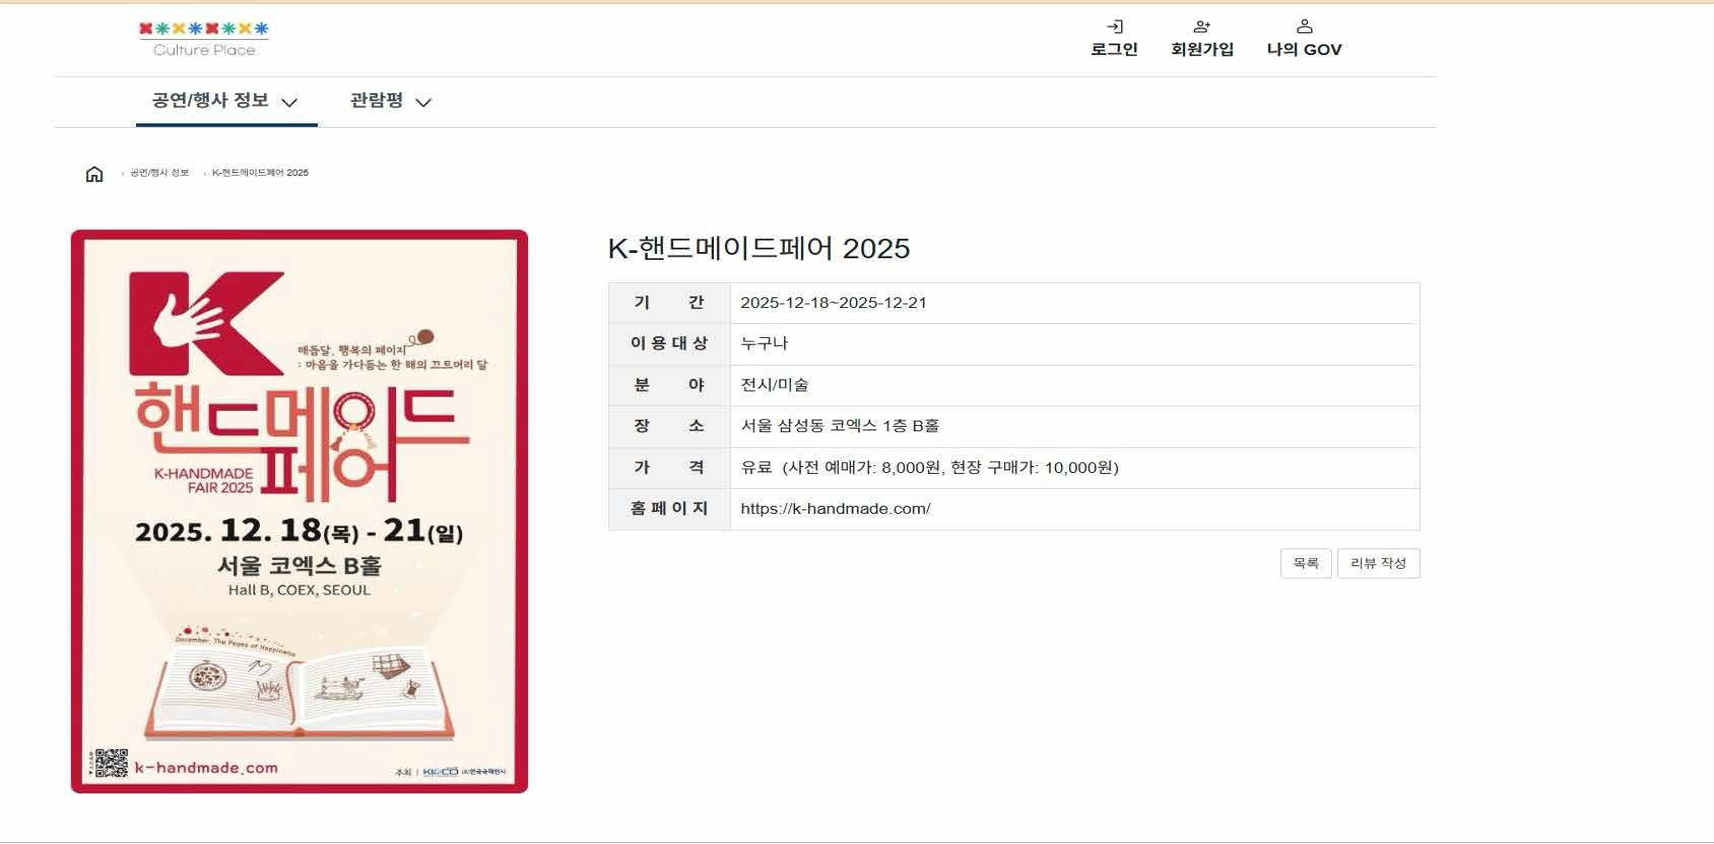 Culture Place
로그인 회원가입 나의 GOV
공연/행사 정보 관람평
공연/행사 정보 K-핸드메이드페어 2025
K-핸드메이드페어 2025
기 간 2025-12-18~2025-12-21
이용대상 누구나
분 야 전시/미술
장 소 서울 삼성동 코엑스 1층 B홀
가 격 유료 (사전 예매가: 8,000원, 현장 구매가: 10,000원)
홈페이지 https://k-handmade.com/
목록 리뷰 작성
K
매듭달, 행복의 페이지
: 마음을 가다듬는 한 해의 끄트머리 달
핸드메이드
페어
K-HANDMADE
FAIR 2025
2025. 12. 18(목) - 21(일)
서울 코엑스 B홀
Hall B, COEX, SEOUL
December, The Pages of Happiness
k-handmade.com
주최 | KIECO (주)한국국제전시